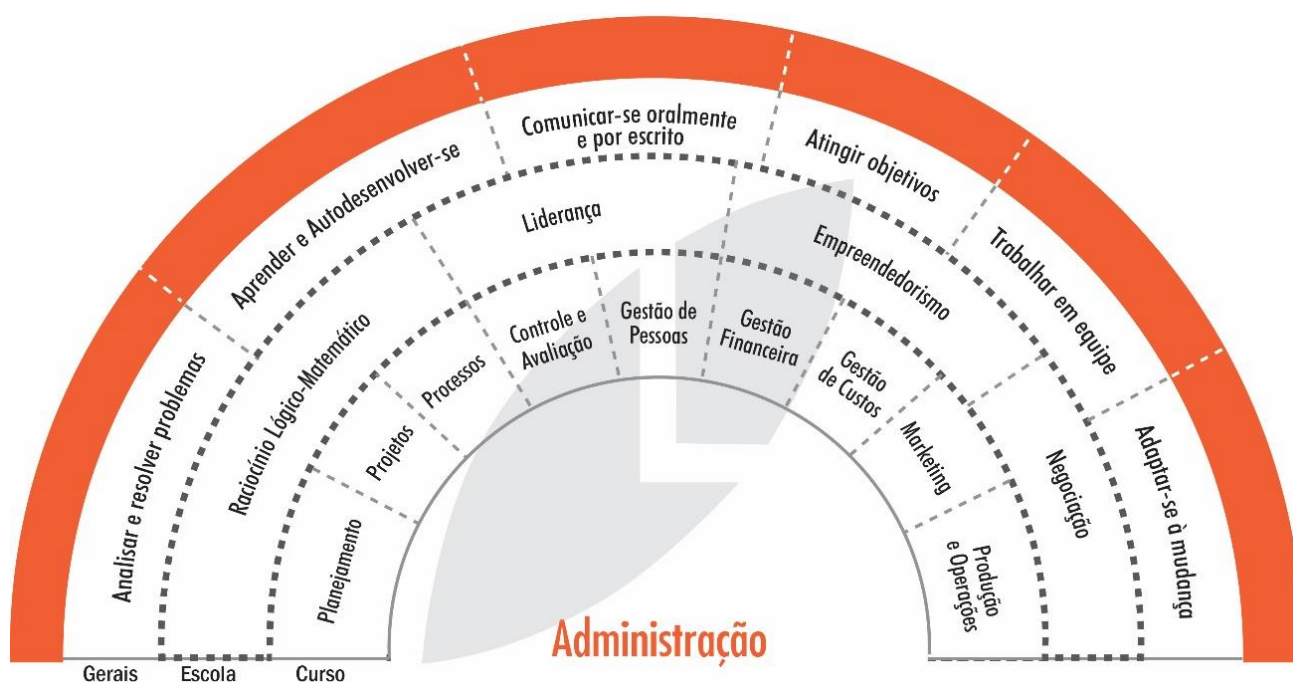 Comunicar-se oralmente
e por escrito
Aprender e Autodesenvolver-se
Atingir objetivos
Analisar e resolver problemas
Trabalhar em equipe
Adaptar-se à mudança
Raciocínio Lógico-Matemático
Liderança
Empreendedorismo
Negociação
Planejamento
Projetos
Processos
Controle e
Avaliação
Gestão de
Pessoas
Gestão
Financeira
Gestão
de Custos
Marketing
Produção
e Operações
Administração
Gerais
Escola
Curso